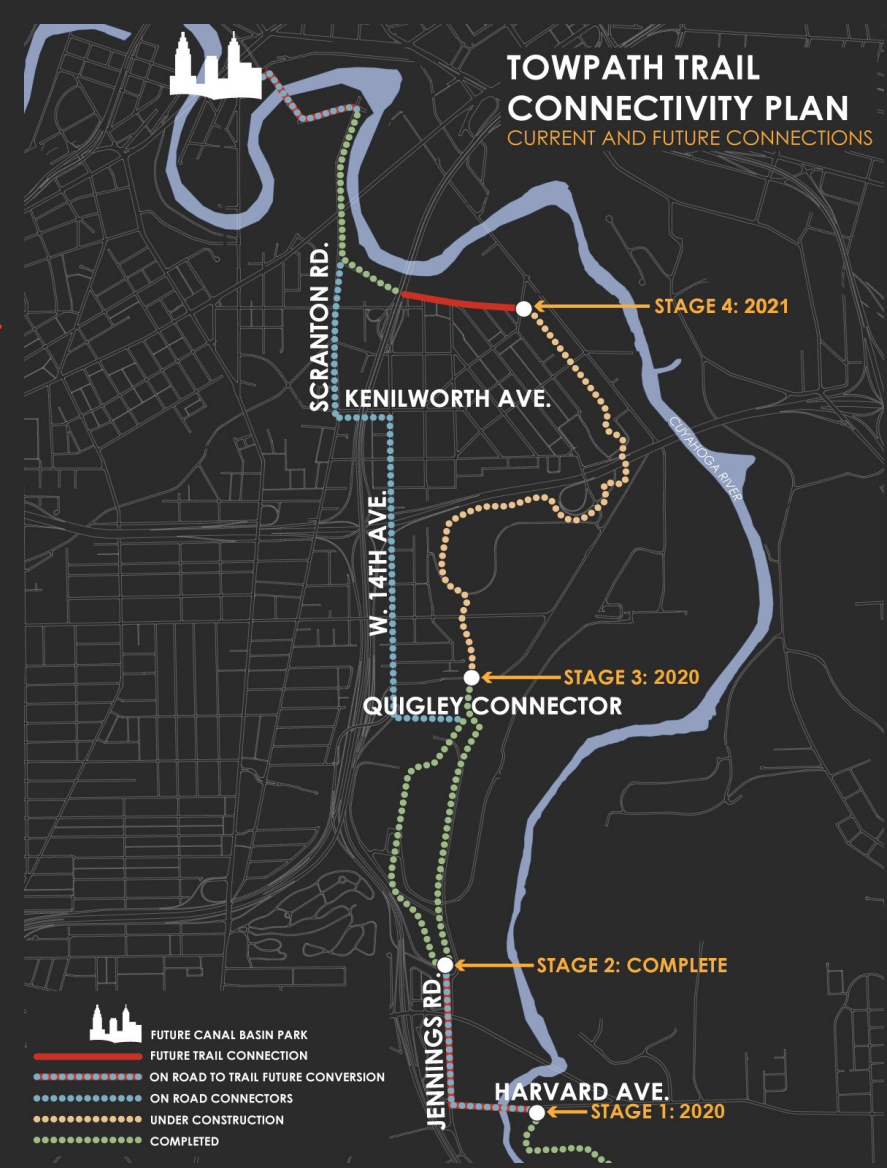 TOWPATH TRAIL
CONNECTIVITY PLAN
CURRENT AND FUTURE CONNECTIONS
SCRANTON RD.
STAGE 4: 2021
KENILWORTH AVE.
CUYAHOGA RIVER
W. 14TH AVE.
STAGE 3: 2020
QUIGLEY CONNECTOR
STAGE 2: COMPLETE
JENNINGS RD.
HARVARD AVE.
STAGE 1: 2020
FUTURE CANAL BASIN PARK
FUTURE TRAIL CONNECTION
ON ROAD TO TRAIL FUTURE CONVERSION
ON ROAD CONNECTORS
UNDER CONSTRUCTION
COMPLETED